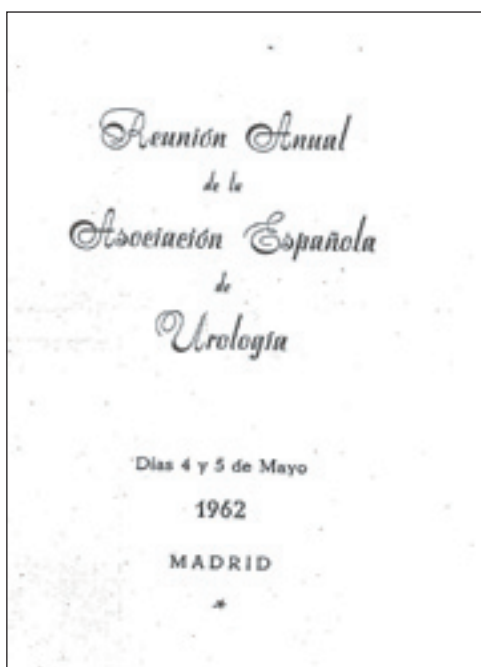 Reunión Anual
de la
Asociación Española
de
Urología
Días 4 y 5 de Mayo
1962
MADRID